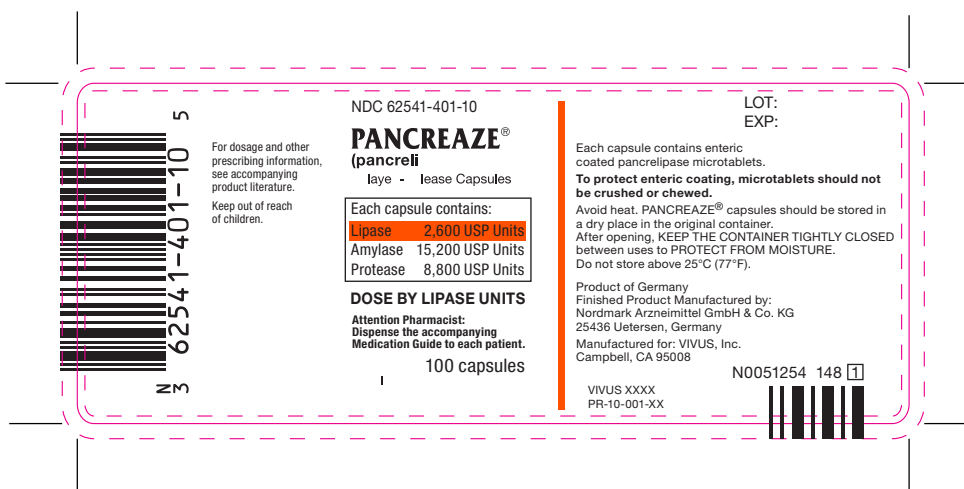 N
3 62541-401-10 5
For dosage and other
prescribing information,
see accompanying
product literature.
Keep out of reach
of children.
NDC 62541-401-10
PANCREAZE®
(pancreli
laye - lease Capsules
Each capsule contains:
Lipase 2,600 USP Units
Amylase 15,200 USP Units
Protease 8,800 USP Units
DOSE BY LIPASE UNITS
Attention Pharmacist:
Dispense the accompanying
Medication Guide to each patient.
100 capsules
LOT:
EXP:
Each capsule contains enteric
coated pancrelipase microtablets.
To protect enteric coating, microtablets should not
be crushed or chewed.
Avoid heat. PANCREAZE® capsules should be stored in
a dry place in the original container.
After opening, KEEP THE CONTAINER TIGHTLY CLOSED
between uses to PROTECT FROM MOISTURE.
Do not store above 25°C (77°F).
Product of Germany
Finished Product Manufactured by:
Nordmark Arzneimittel GmbH & Co. KG
25436 Uetersen, Germany
Manufactured for: VIVUS, Inc.
Campbell, CA 95008
N0051254 148 1
VIVUS XXXX
PR-10-001-XX